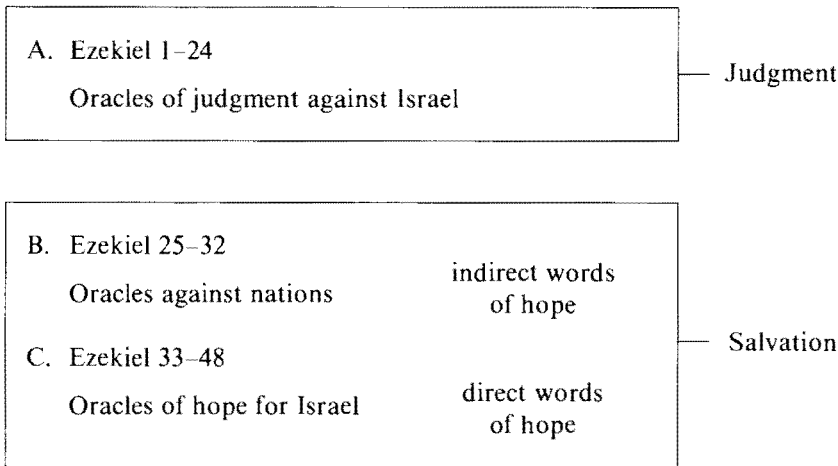 A. Ezekiel 1–24
Oracles of judgment against Israel
Judgment
B. Ezekiel 25–32
Oracles against nations
indirect words
of hope
C. Ezekiel 33–48
Oracles of hope for Israel
direct words
of hope
Salvation